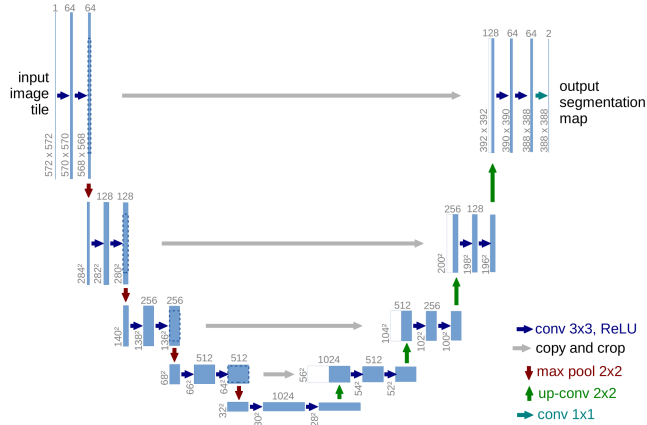 1 64 64
128 64 64 2
input
image
tile
output
segmentation
map
572 x 572
570 x 570
568 x 568
392 x 392
390 x 390
388 x 388
388 x 388
128 128
256 128
284²
282²
280²
200²
198²
196²
256 256
512 256
140²
138²
136²
104²
102²
100²
512 512
1024 512
68²
66²
64²
56²
54²
52²
1024
32²
30²
28²
conv 3x3, ReLU
copy and crop
max pool 2x2
up-conv 2x2
conv 1x1